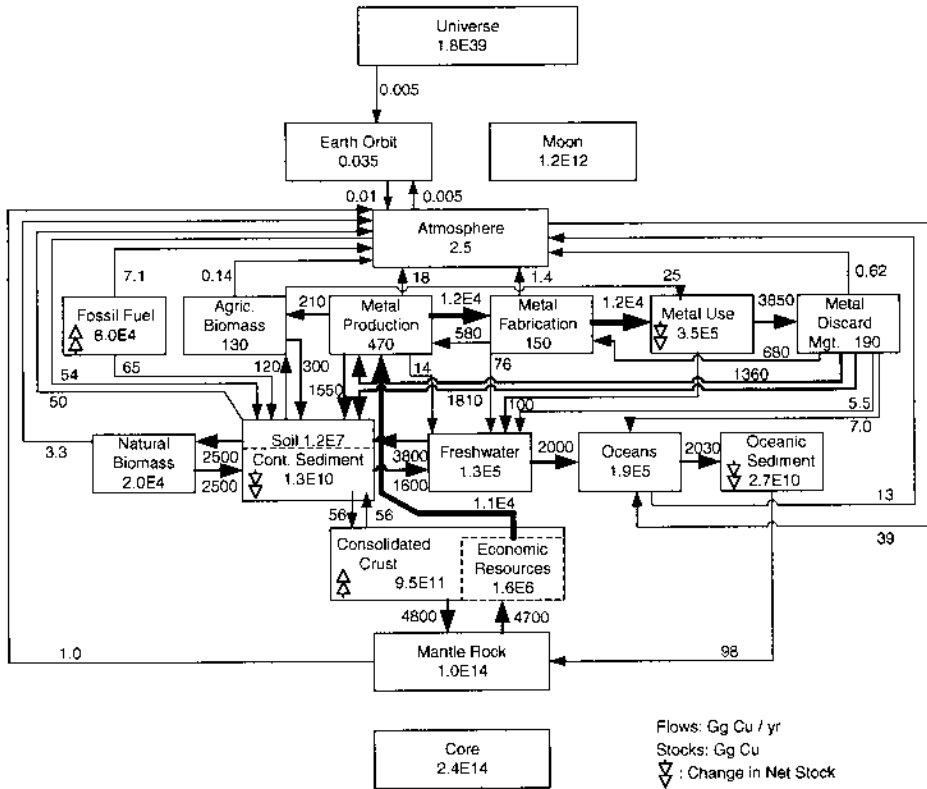 Universe
1.8E39
0.005
Earth Orbit
0.035
Moon
1.2E12
0.01
0.005
Atmosphere
2.5
7.1
0.14
18
1.4
25
0.62
Fossil Fuel
8.0E4
Agric.
Biomass
130
210
Metal
Production
470
1.2E4
580
Metal
Fabrication
150
1.2E4
Metal Use
3.5E5
3850
Metal
Discard
Mgt. 190
54
65
120
300
1550
14
1810
76
100
680
1360
5.5
7.0
50
3.3
Natural
Biomass
2.0E4
2500
2500
Soil 1.2E7
Cont. Sediment
1.3E10
3800
1600
Freshwater
1.3E5
2000
Oceans
1.9E5
2030
Oceanic
Sediment
2.7E10
13
39
56
56
1.1E4
Consolidated
Crust
9.5E11
Economic
Resources
1.6E6
4800
4700
1.0
Mantle Rock
1.0E14
98
Core
2.4E14
Flows: Gg Cu / yr
Stocks: Gg Cu
: Change in Net Stock